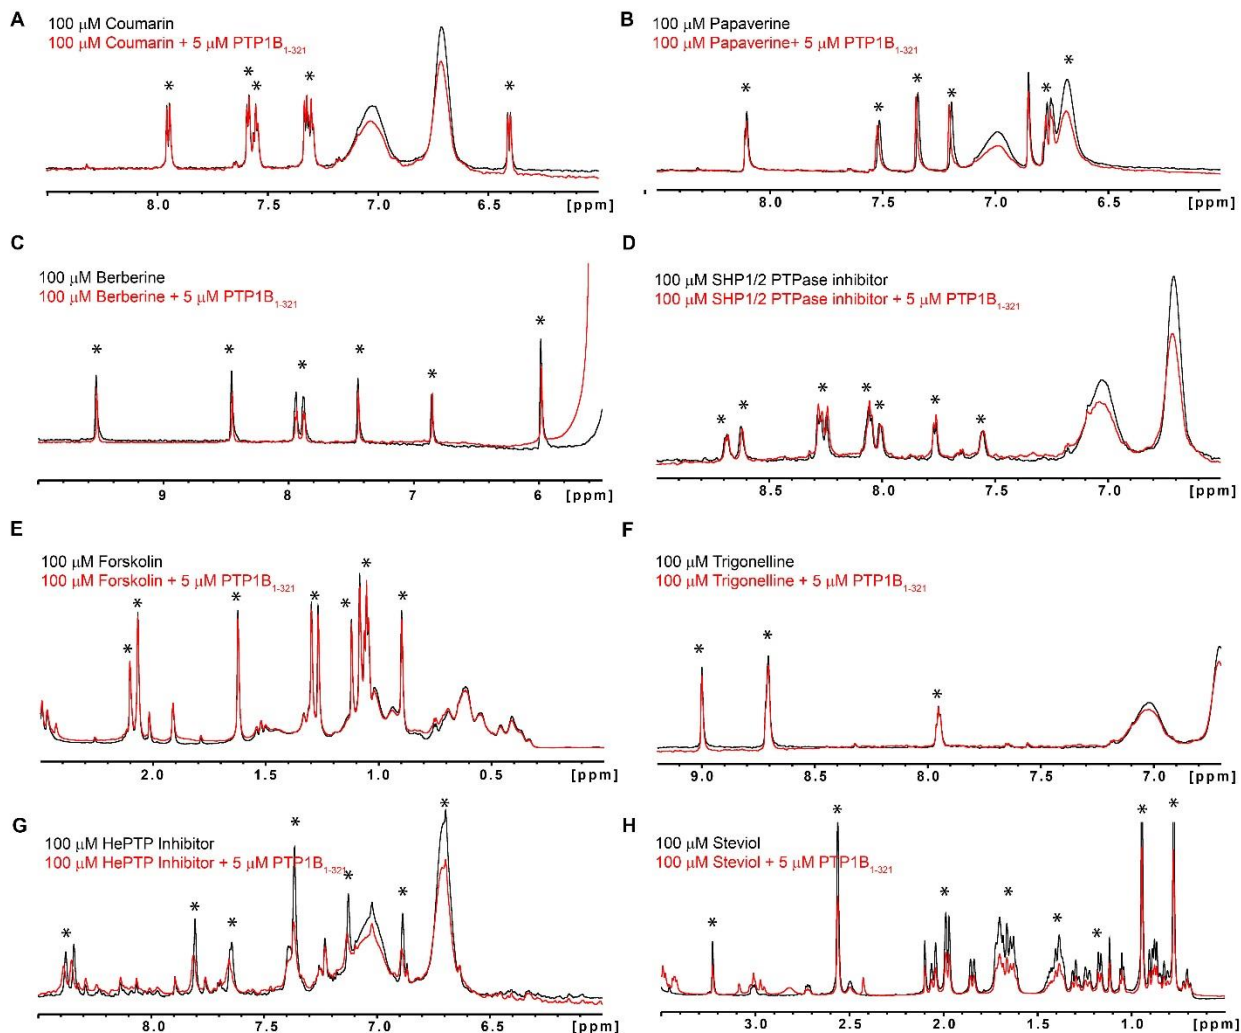 A
100 μM Coumarin
100 μM Coumarin + 5 μM PTP1B1-321
* * * * *
8.0 7.5 7.0 6.5 [ppm]
B
100 μM Papaverine
100 μM Papaverine+ 5 μM PTP1B1-321
* * * * * *
8.0 7.5 7.0 6.5 [ppm]
C
100 μM Berberine
100 μM Berberine + 5 μM PTP1B1-321
* * * * * *
9 8 7 6 [ppm]
D
100 μM SHP1/2 PTPase inhibitor
100 μM SHP1/2 PTPase inhibitor + 5 μM PTP1B1-321
* * * * * * *
8.5 8.0 7.5 7.0 [ppm]
E
100 μM Forskolin
100 μM Forskolin + 5 μM PTP1B1-321
* * * * * * *
2.0 1.5 1.0 0.5 [ppm]
F
100 μM Trigonelline
100 μM Trigonelline + 5 μM PTP1B1-321
* * *
9.0 8.5 8.0 7.5 7.0 [ppm]
G
100 μM HePTP Inhibitor
100 μM HePTP Inhibitor + 5 μM PTP1B1-321
* * * * * * *
8.0 7.5 7.0 6.5 [ppm]
H
100 μM Steviol
100 μM Steviol + 5 μM PTP1B1-321
* * * * * * * *
3.0 2.5 2.0 1.5 1.0 [ppm]